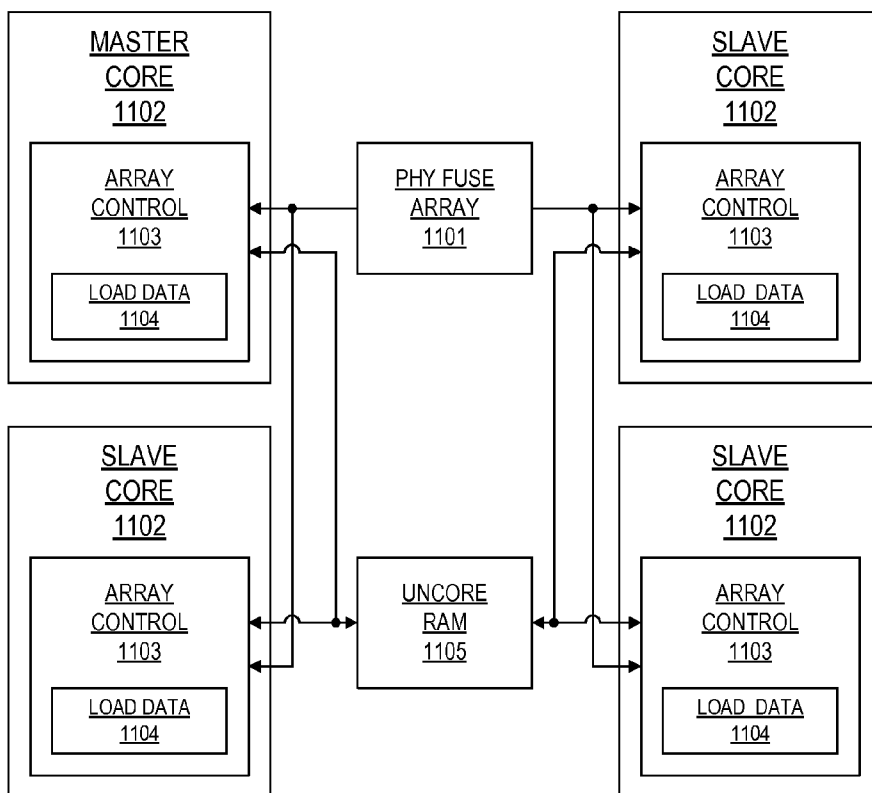 MASTER
CORE
1102
ARRAY
CONTROL
1103
LOAD DATA
1104
PHY FUSE
ARRAY
1101
SLAVE
CORE
1102
ARRAY
CONTROL
1103
LOAD DATA
1104
SLAVE
CORE
1102
ARRAY
CONTROL
1103
LOAD DATA
1104
UNCORE
RAM
1105
SLAVE
CORE
1102
ARRAY
CONTROL
1103
LOAD DATA
1104